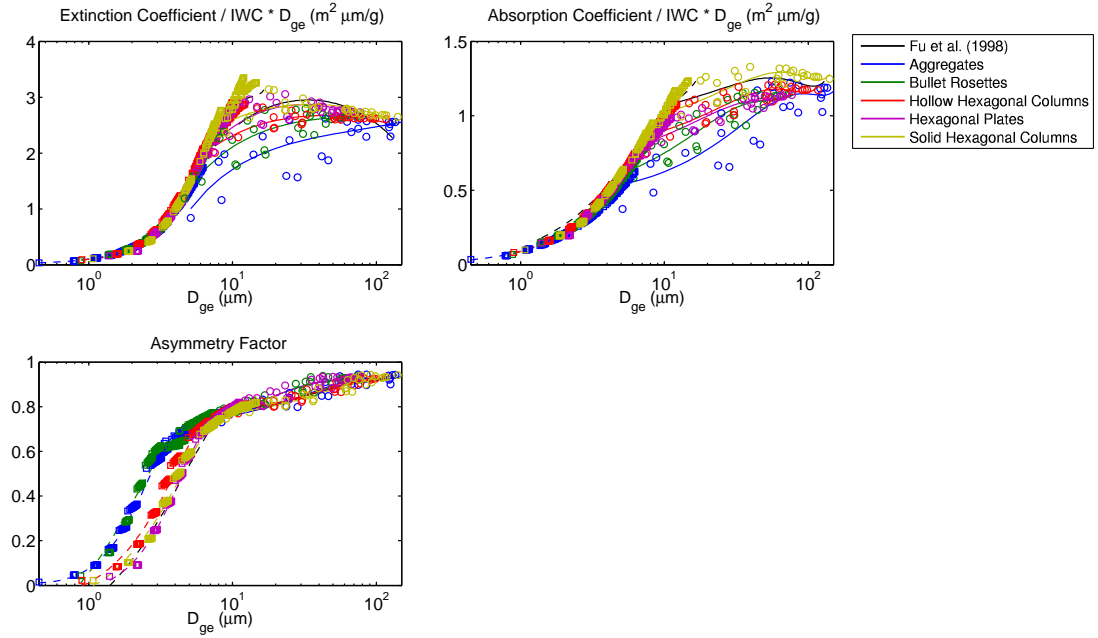 Extinction Coefficient / IWC * D_ge (m² μm/g)
4
3
2
1
0
10⁰
10¹
10²
D_ge (μm)
Absorption Coefficient / IWC * D_ge (m² μm/g)
1.5
1
0.5
0
10⁰
10¹
10²
D_ge (μm)
Fu et al. (1998)
Aggregates
Bullet Rosettes
Hollow Hexagonal Columns
Hexagonal Plates
Solid Hexagonal Columns
Asymmetry Factor
1
0.8
0.6
0.4
0.2
0
10⁰
10¹
10²
D_ge (μm)